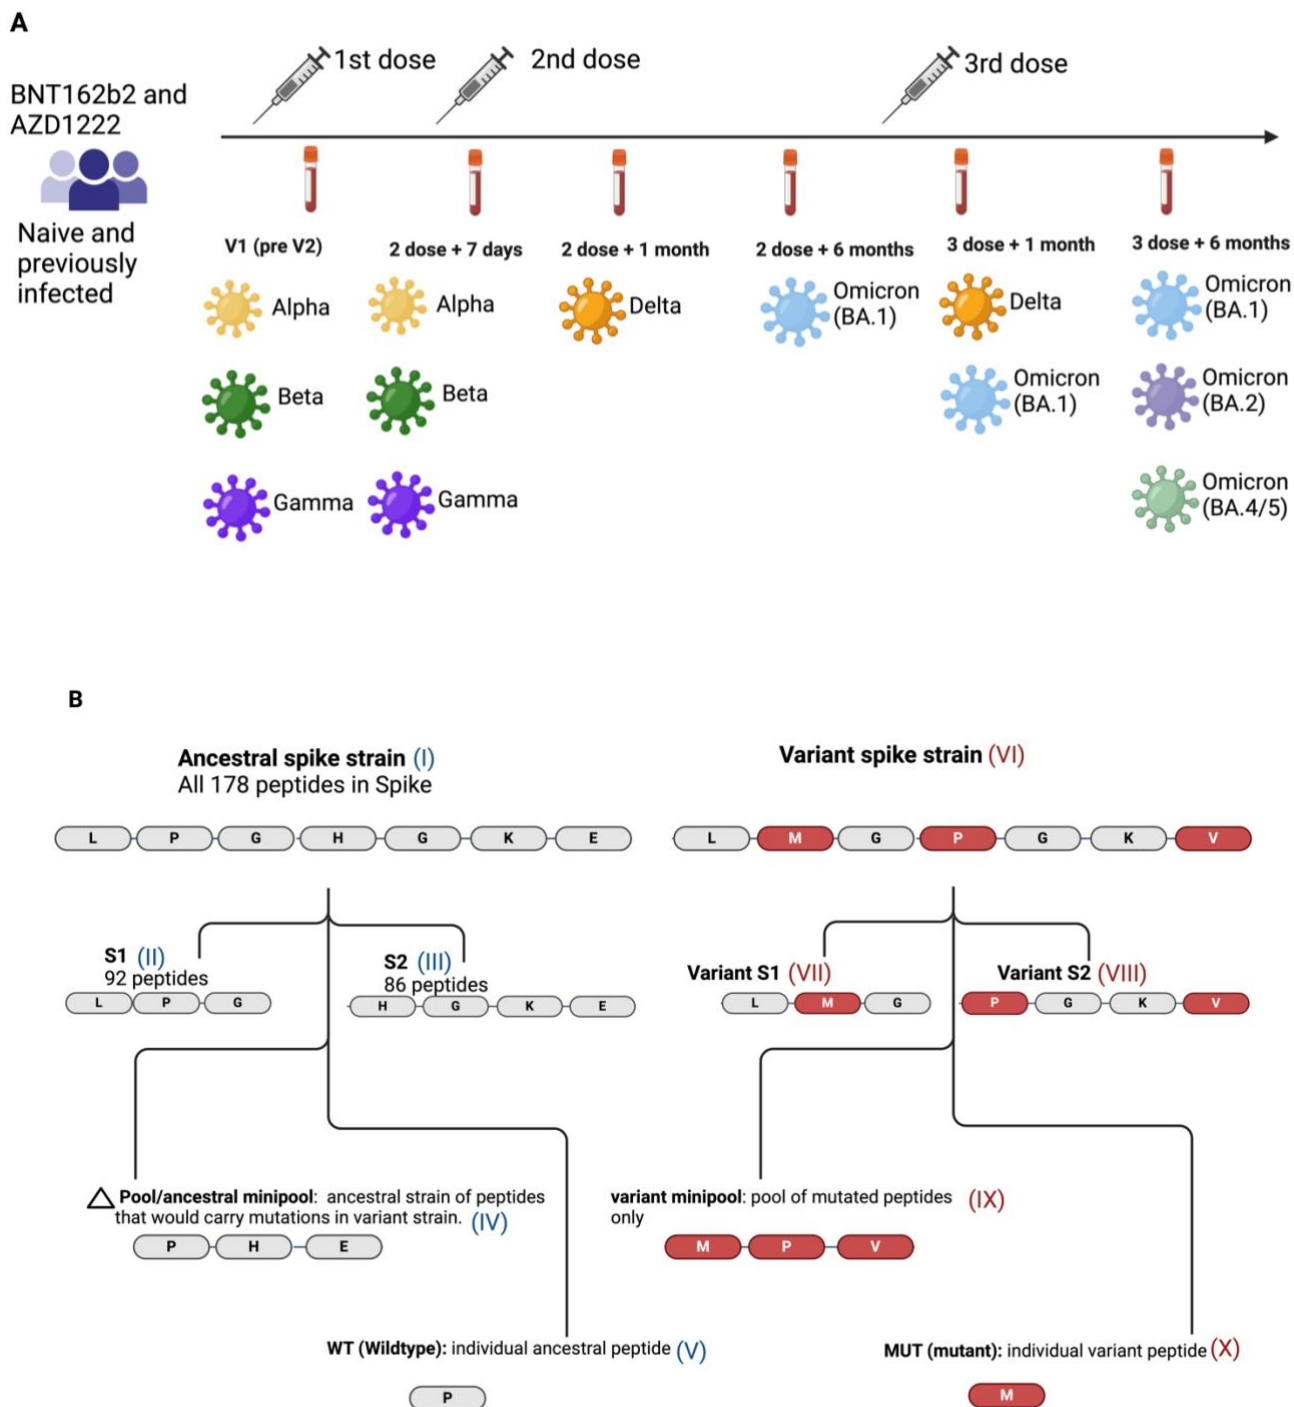 A
1st dose
2nd dose
3rd dose
BNT162b2 and
AZD1222
Naive and
previously
infected
V1 (pre V2)
2 dose + 7 days
2 dose + 1 month
2 dose + 6 months
3 dose + 1 month
3 dose + 6 months
Alpha
Alpha
Delta
Omicron
(BA.1)
Delta
Omicron
(BA.1)
Beta
Beta
Omicron
(BA.1)
Omicron
(BA.2)
Gamma
Gamma
Omicron
(BA.4/5)
B
Ancestral spike strain (I)
All 178 peptides in Spike
L P G H G K E
S1 (II)
92 peptides
L P G
S2 (III)
86 peptides
H G K E
Pool/ancestral minipool: ancestral strain of peptides
that would carry mutations in variant strain. (IV)
P H E
WT (Wildtype): individual ancestral peptide (V)
P
Variant spike strain (VI)
L M G P G K V
Variant S1 (VII)
L M G
Variant S2 (VIII)
P G K V
variant minipool: pool of mutated peptides (IX)
only
M P V
MUT (mutant): individual variant peptide (X)
M